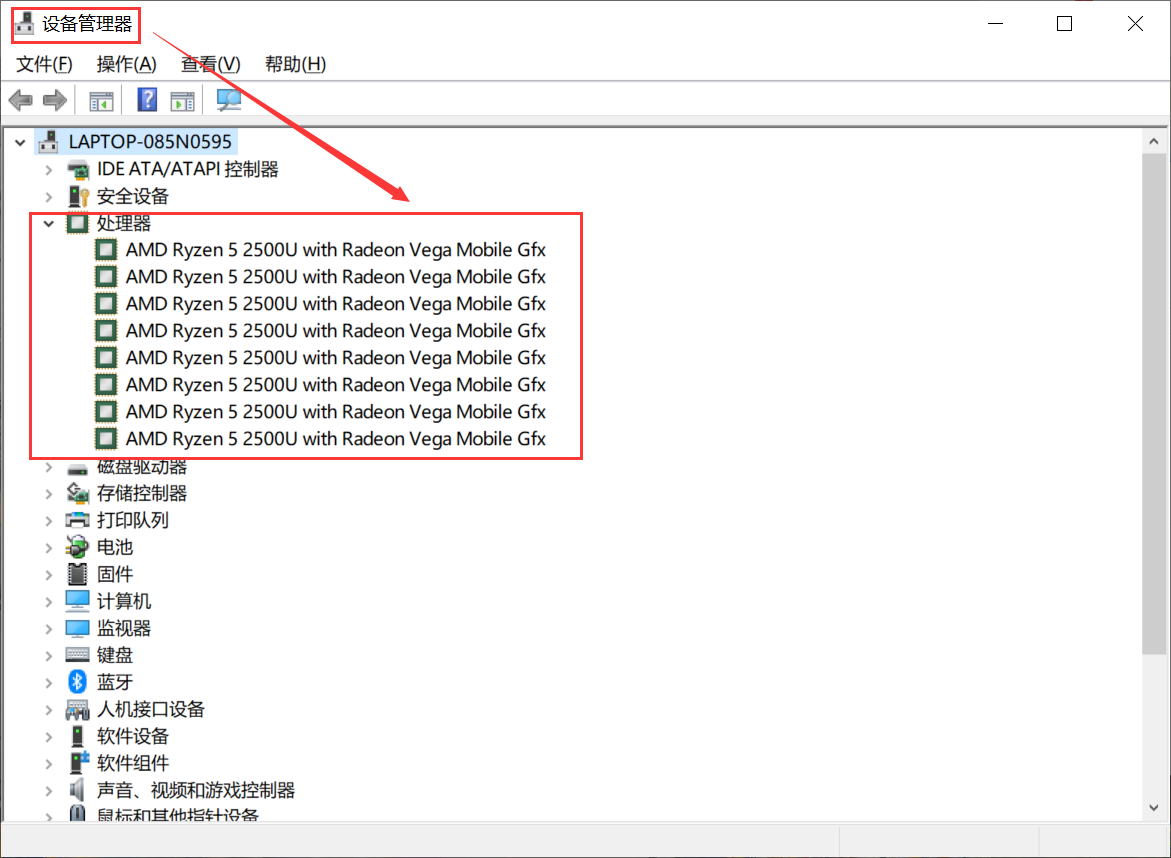 设备管理器
文件(F) 操作(A) 查看(V) 帮助(H)
LAPTOP-085N0595
IDE ATA/ATAPI 控制器
安全设备
处理器
AMD Ryzen 5 2500U with Radeon Vega Mobile Gfx
AMD Ryzen 5 2500U with Radeon Vega Mobile Gfx
AMD Ryzen 5 2500U with Radeon Vega Mobile Gfx
AMD Ryzen 5 2500U with Radeon Vega Mobile Gfx
AMD Ryzen 5 2500U with Radeon Vega Mobile Gfx
AMD Ryzen 5 2500U with Radeon Vega Mobile Gfx
AMD Ryzen 5 2500U with Radeon Vega Mobile Gfx
AMD Ryzen 5 2500U with Radeon Vega Mobile Gfx
磁盘驱动器
存储控制器
打印队列
电池
固件
计算机
监视器
键盘
蓝牙
人机接口设备
软件设备
软件组件
声音、视频和游戏控制器
鼠标和其他指针设备